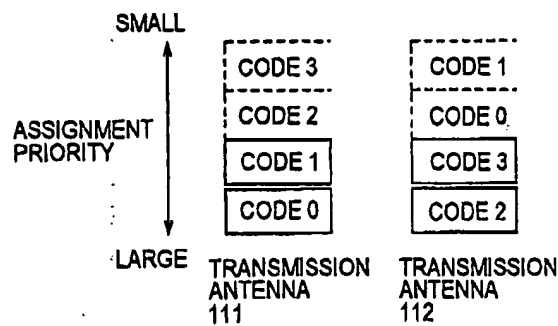 SMALL
ASSIGNMENT
PRIORITY
LARGE
CODE 3
CODE 2
CODE 1
CODE 0
TRANSMISSION
ANTENNA
111
CODE 1
CODE 0
CODE 3
CODE 2
TRANSMISSION
ANTENNA
112